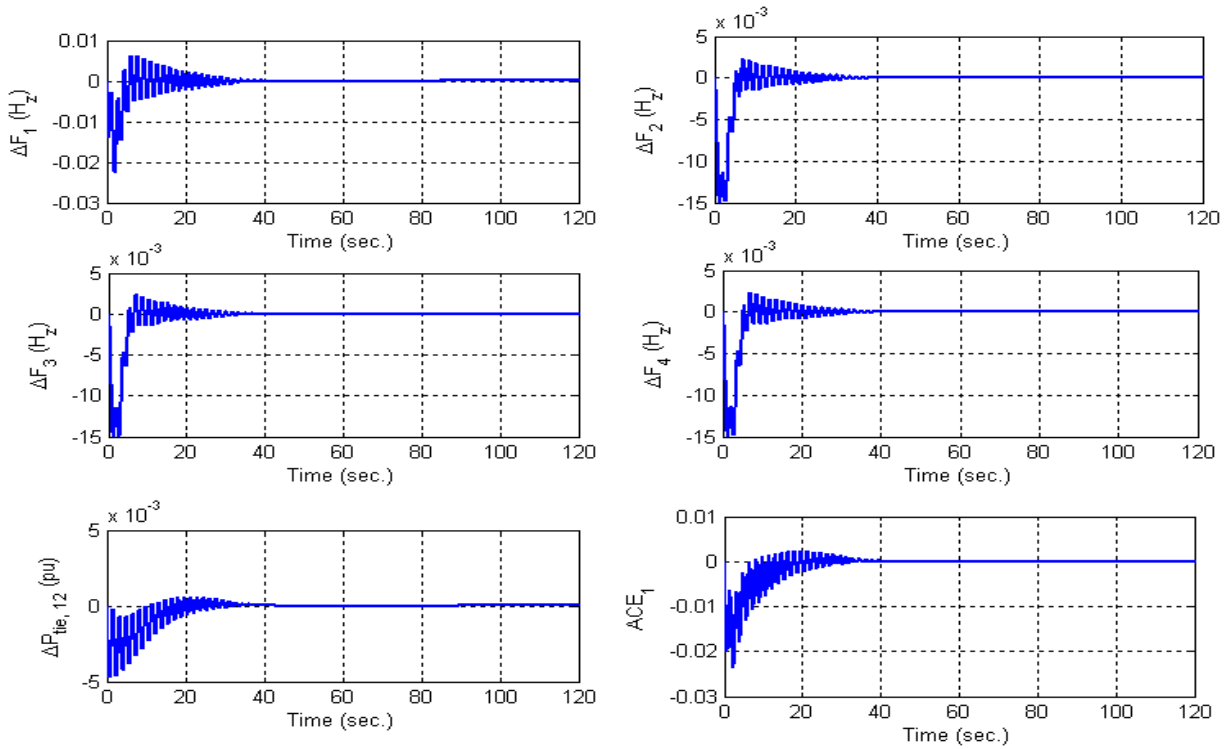 0.01
0
-0.01
-0.02
-0.03
ΔF1 (Hz)
0 20 40 60 80 100 120
Time (sec.)
x 10-3
5
0
-5
-10
-15
ΔF2 (Hz)
0 20 40 60 80 100 120
Time (sec.)
x 10-3
5
0
-5
-10
-15
ΔF3 (Hz)
0 20 40 60 80 100 120
Time (sec.)
x 10-3
5
0
-5
-10
-15
ΔF4 (Hz)
0 20 40 60 80 100 120
Time (sec.)
x 10-3
5
0
-5
ΔPtie, 12 (pu)
0 20 40 60 80 100 120
Time (sec.)
0.01
0
-0.01
-0.02
-0.03
ACE1
0 20 40 60 80 100 120
Time (sec.)